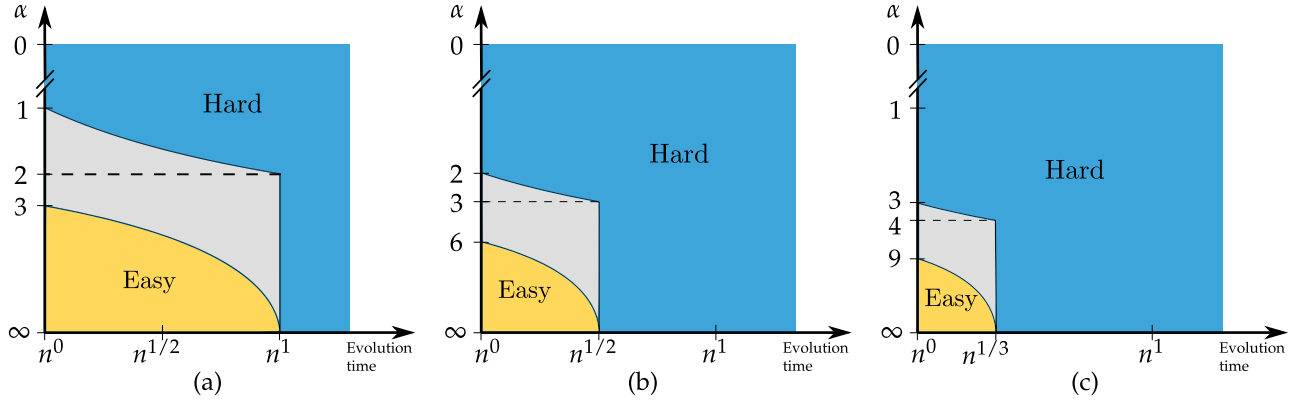 α
0
1
2
3
∞
Hard
Easy
n^0
n^{1/2}
n^1
Evolution
time
(a)
α
0
2
3
6
∞
Hard
Easy
n^0
n^{1/2}
n^1
Evolution
time
(b)
α
0
1
3
4
9
∞
Hard
Easy
n^0
n^{1/3}
n^1
Evolution
time
(c)